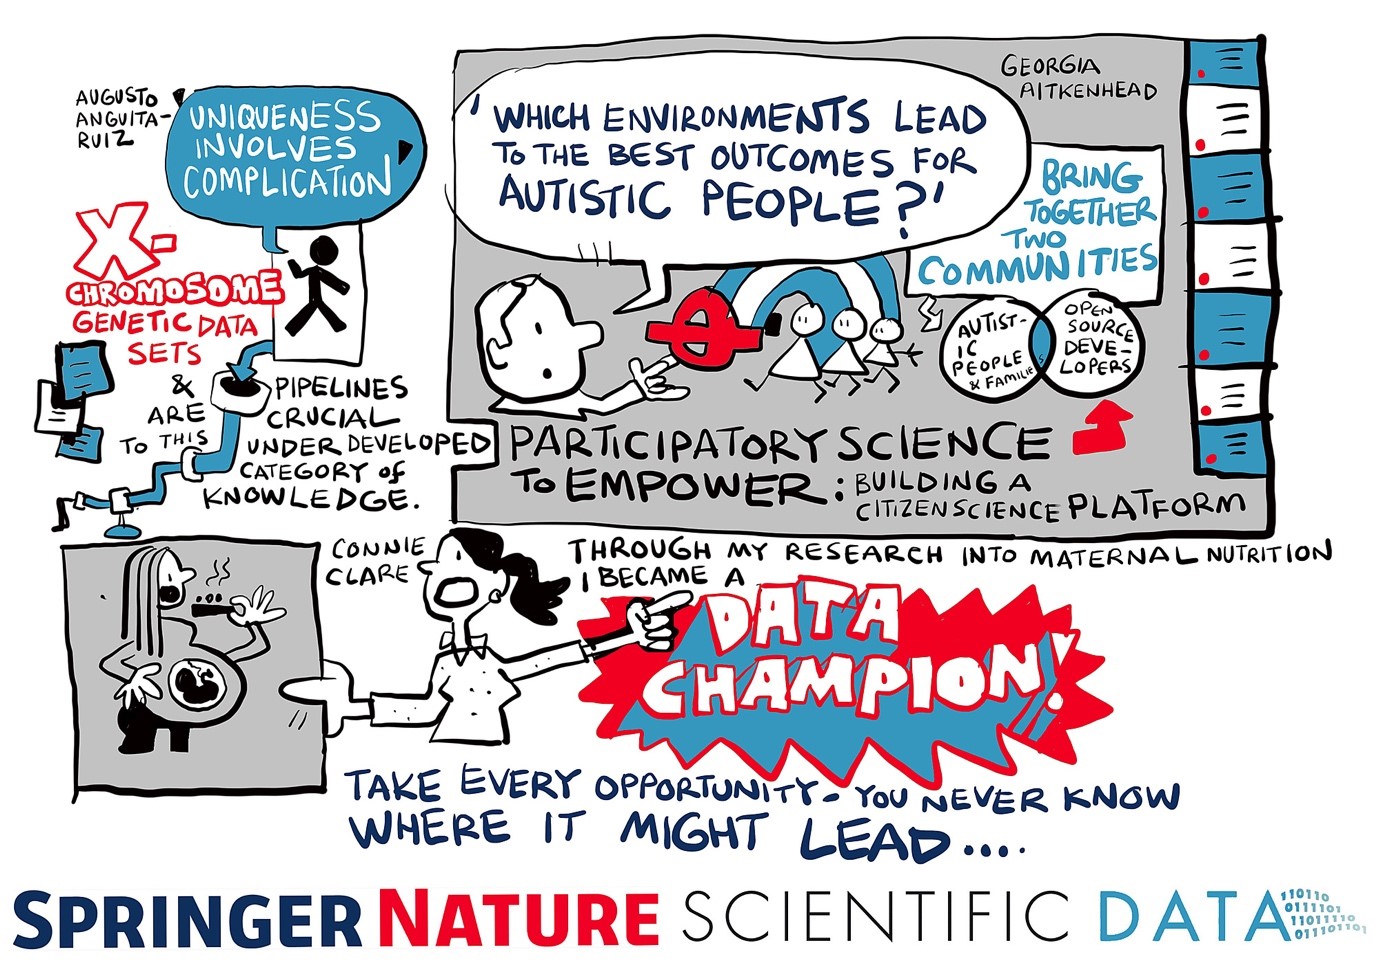 AUGUSTO
ANGUITA-
RUIZ
UNIQUENESS
INVOLVES
COMPLICATION
X-
CHROMOSOME
GENETIC DATA
SETS
& PIPELINES
ARE CRUCIAL
TO THIS UNDER DEVELOPED
CATEGORY of
KNOWLEDGE.
GEORGIA
AITKENHEAD
'WHICH ENVIRONMENTS LEAD
TO THE BEST OUTCOMES FOR
AUTISTIC PEOPLE?'
BRING
TOGETHER
TWO
COMMUNITIES
AUTIST-
IC
PEOPLE
& FAMILIES
OPEN
SOURCE
DEVE-
LOPERS
PARTICIPATORY SCIENCE
TO EMPOWER: BUILDING A
CITIZEN SCIENCE PLATFORM
CONNIE
CLARE
THROUGH MY RESEARCH INTO MATERNAL NUTRITION
I BECAME A
DATA
CHAMPION!
TAKE EVERY OPPORTUNITY - YOU NEVER KNOW
WHERE IT MIGHT LEAD....
SPRINGER NATURE SCIENTIFIC DATA
110110
0111101
11011110
011101101